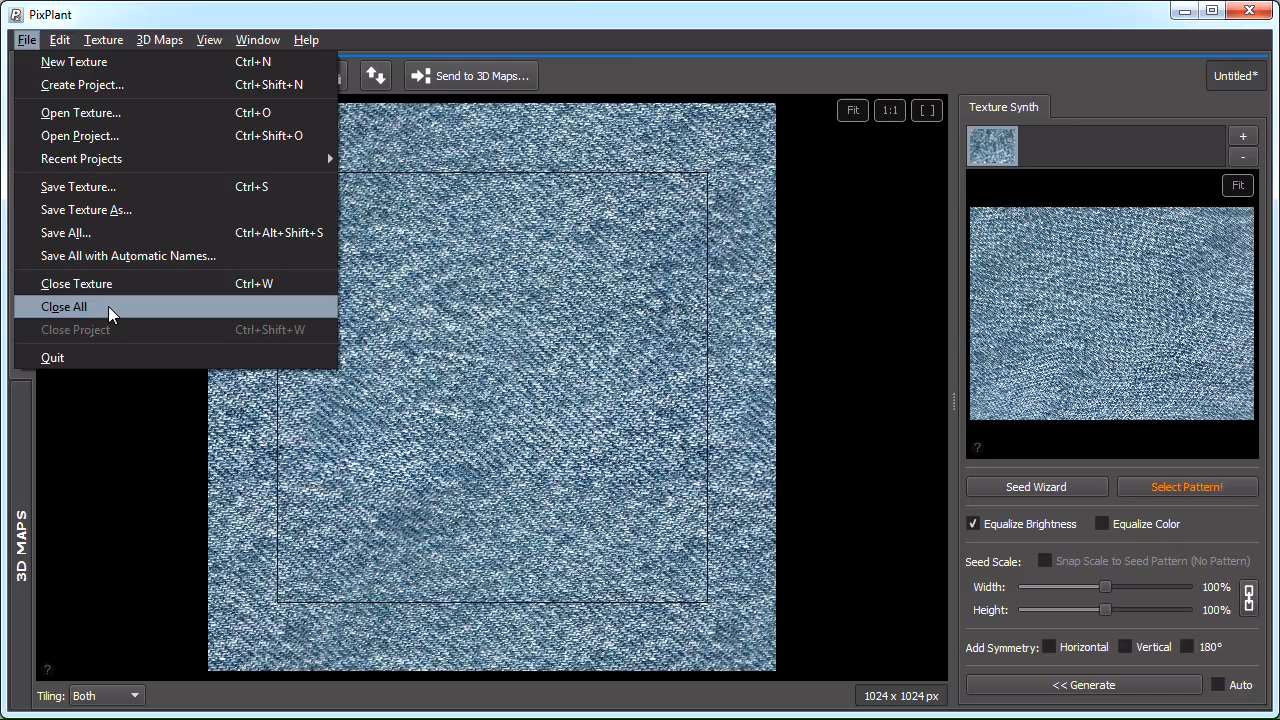 PixPlant
File Edit Texture 3D Maps View Window Help
New Texture Ctrl+N
Create Project... Ctrl+Shift+N
Open Texture... Ctrl+O
Open Project... Ctrl+Shift+O
Recent Projects
Save Texture... Ctrl+S
Save Texture As...
Save All... Ctrl+Alt+Shift+S
Save All with Automatic Names...
Close Texture Ctrl+W
Close All
Close Project Ctrl+Shift+W
Quit
Send to 3D Maps...
Untitled*
Fit 1:1 [ ]
3D MAPS
?
Tiling: Both
1024 x 1024 px
Texture Synth
+
-
Fit
?
Seed Wizard Select Pattern!
Equalize Brightness Equalize Color
Seed Scale: Snap Scale to Seed Pattern (No Pattern)
Width: 100%
Height: 100%
Add Symmetry: Horizontal Vertical 180°
<< Generate Auto